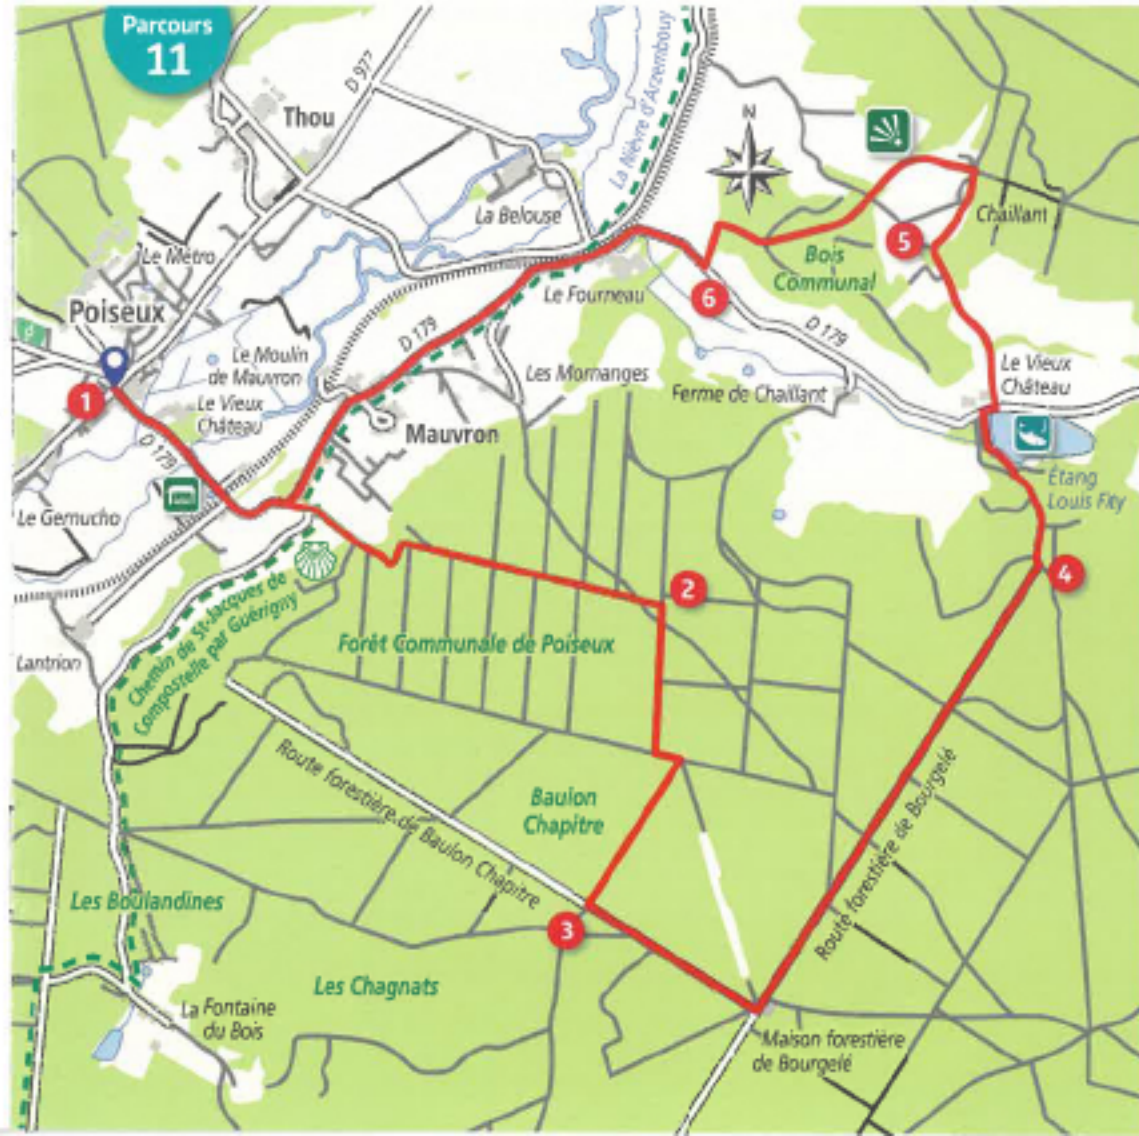 Parcours
11
Thou
D 977
La Nièvre d'Arzembouy
N
La Belouse
Chaillant
Le Métro
5
Bois
Communal
Poiseux
Le Fourneau
6
D 179
D 179
Le Moulin
de Mauvron
Les Mornanges
Le Vieux
Château
Ferme de Chaillant
1
Le Vieux
Château
Mauvron
D 179
Étang
Louis Fity
Le Gernucho
4
2
Chemin de St-Jacques de
Compostelle par Guérigny
Forêt Communale de Poiseux
Lantrion
Route forestière de Baulon Chapitre
Baulon
Chapitre
Route forestière de Bourgelé
Les Boulandines
3
Les Chagnats
La Fontaine
du Bois
Maison forestière
de Bourgelé